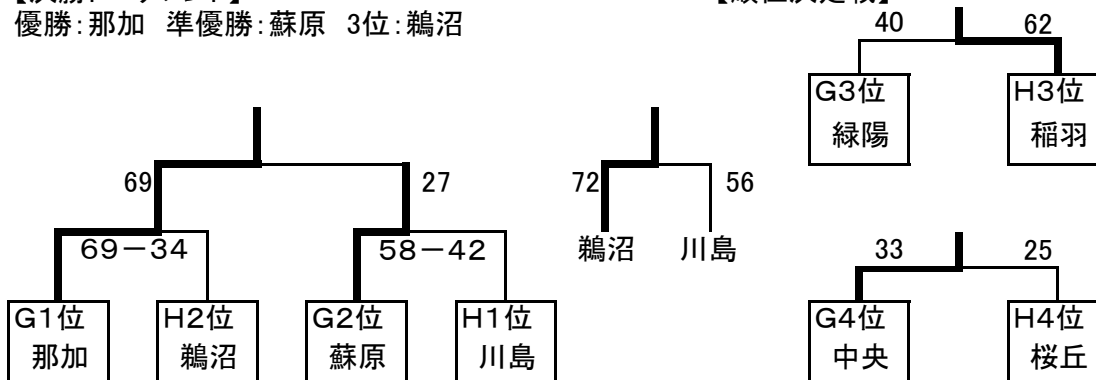 優勝:那加 準優勝:蘇原 3位:鵜沼
69
27
69-34
58-42
G1位
那加
H2位
鵜沼
G2位
蘇原
H1位
川島
72
56
鵜沼
川島
40
62
G3位
緑陽
H3位
稲羽
33
25
G4位
中央
H4位
桜丘